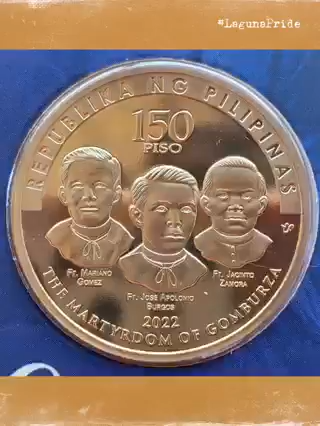 #LagunaPride
REPUBLIKA NG PILIPINAS
150
PISO
Fr. Mariano
Gomez
Fr. Jose Apolonio
Burgos
Fr. Jacinto
Zamora
2022
THE MARTYRDOM OF GOMBURZA